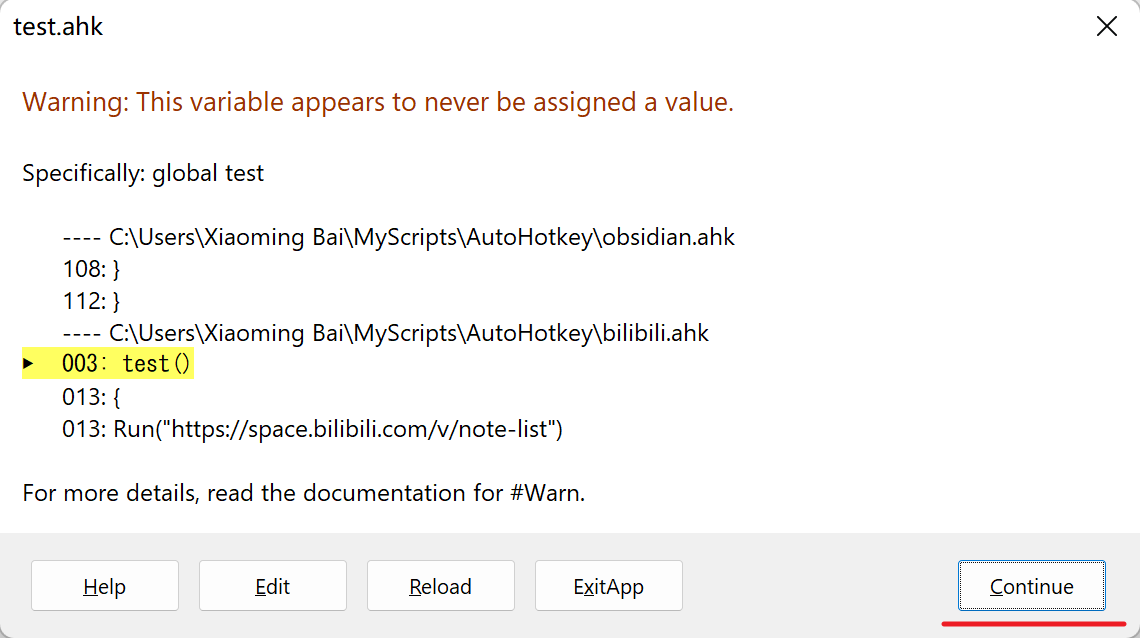 test.ahk
Warning: This variable appears to never be assigned a value.
Specifically: global test
---- C:\Users\Xiaoming Bai\MyScripts\AutoHotkey\obsidian.ahk
108: }
112: }
---- C:\Users\Xiaoming Bai\MyScripts\AutoHotkey\bilibili.ahk
▶ 003: test()
013: {
013: Run("https://space.bilibili.com/v/note-list")
For more details, read the documentation for #Warn.
Help Edit Reload ExitApp Continue